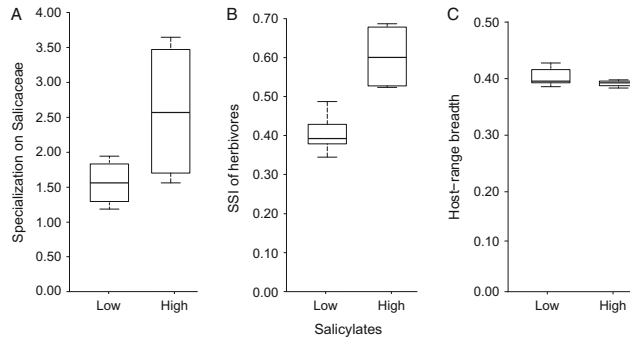 A
Specialization on Salicaceae
4.00
3.50
3.00
2.50
2.00
1.50
1.00
0.50
0.00
Low
High
B
SSI of herbivores
0.70
0.60
0.50
0.40
0.30
0.20
0.10
0.00
Low
High
Salicylates
C
Host-range breadth
0.50
0.40
0.30
0.20
0.10
0.00
Low
High